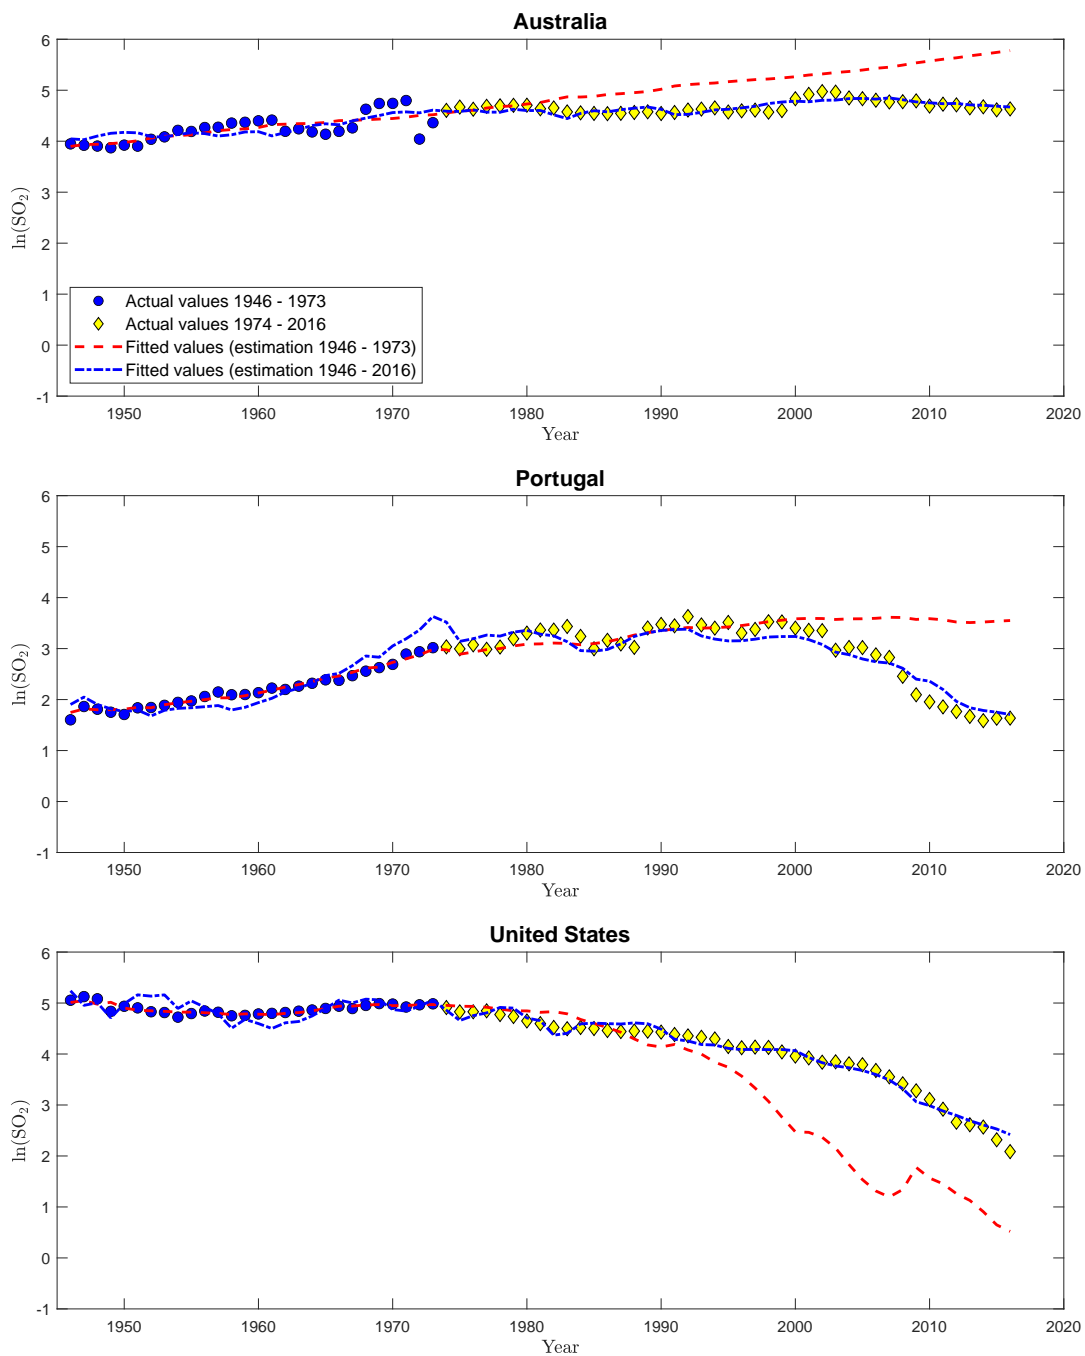 Australia
6
5
4
3
2
1
0
-1
ln(SO2)
Actual values 1946 - 1973
Actual values 1974 - 2016
Fitted values (estimation 1946 - 1973)
Fitted values (estimation 1946 - 2016)
1950 1960 1970 1980 1990 2000 2010 2020
Year
Portugal
6
5
4
3
2
1
0
-1
ln(SO2)
1950 1960 1970 1980 1990 2000 2010 2020
Year
United States
6
5
4
3
2
1
0
-1
ln(SO2)
1950 1960 1970 1980 1990 2000 2010 2020
Year